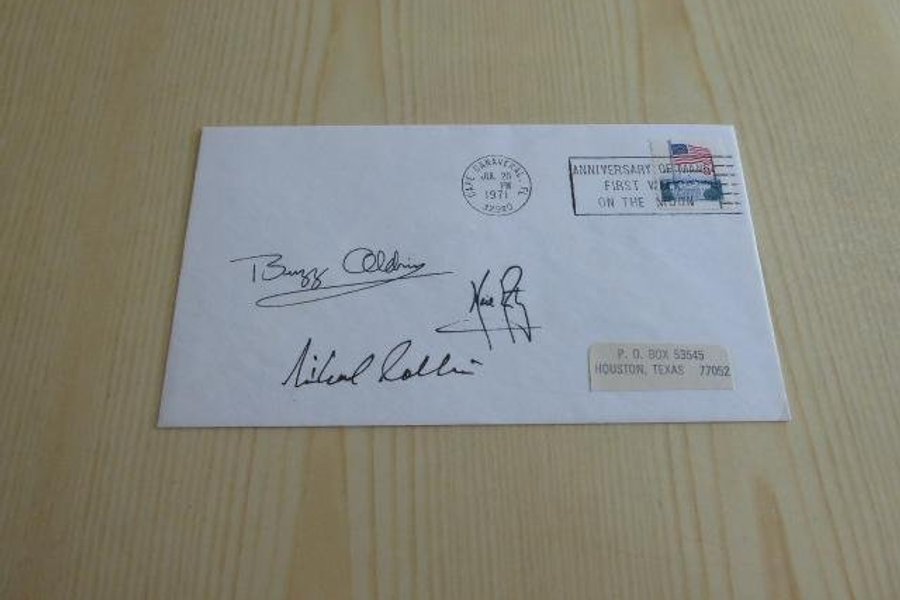 CAPE CANAVERAL, FL
JUL 20
PM
1971
ANNIVERSARY OF MAN'S
FIRST
ON THE MOON
Buzz Aldrin
Michael Collins
P. O. BOX 53545
HOUSTON, TEXAS 77052